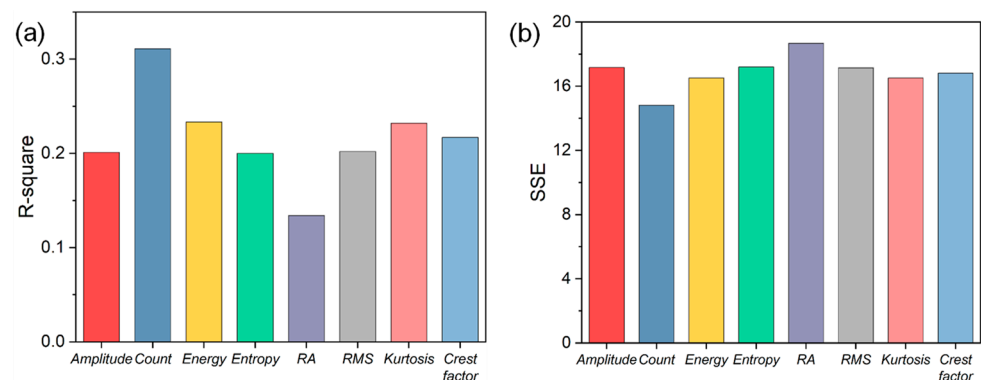 (a)
R-square
0.3
0.2
0.1
0.0
Amplitude Count Energy Entropy RA RMS Kurtosis Crest
factor
(b)
SSE
20
16
12
8
4
0
Amplitude Count Energy Entropy RA RMS Kurtosis Crest
factor